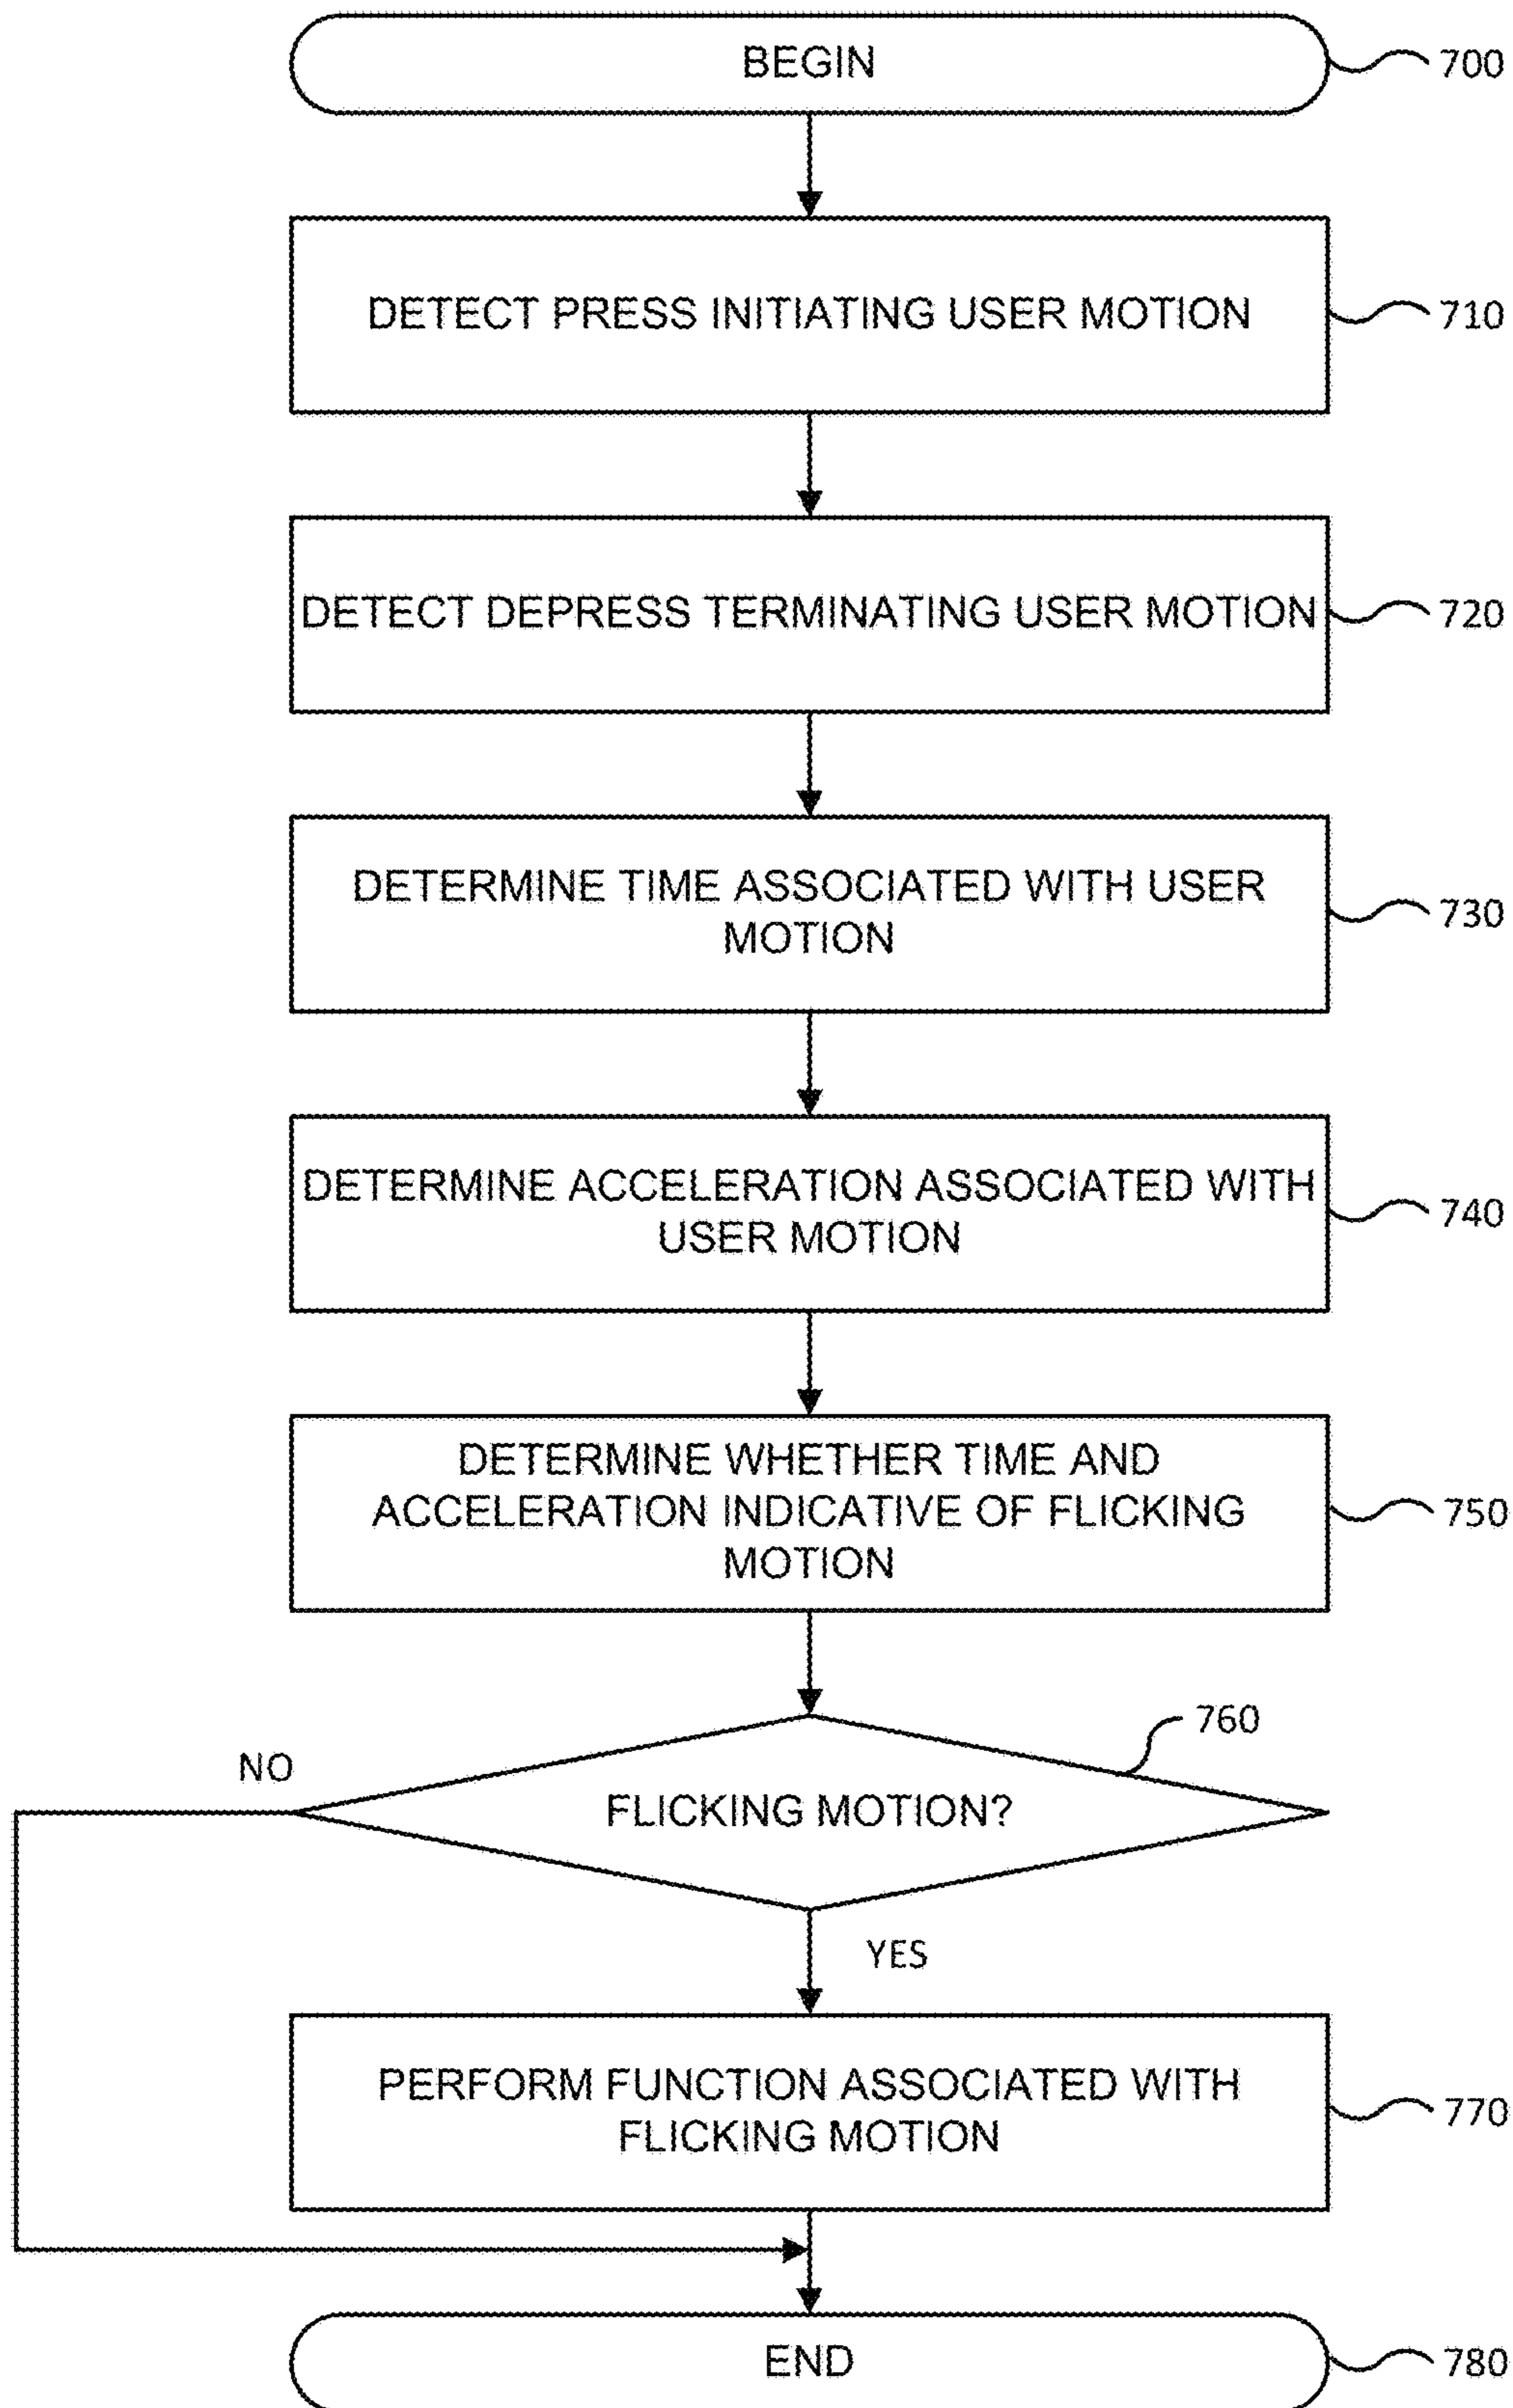 BEGIN
700
DETECT PRESS INITIATING USER MOTION
710
DETECT DEPRESS TERMINATING USER MOTION
720
DETERMINE TIME ASSOCIATED WITH USER
MOTION
730
DETERMINE ACCELERATION ASSOCIATED WITH
USER MOTION
740
DETERMINE WHETHER TIME AND
ACCELERATION INDICATIVE OF FLICKING
MOTION
750
760
NO
FLICKING MOTION?
YES
PERFORM FUNCTION ASSOCIATED WITH
FLICKING MOTION
770
END
780